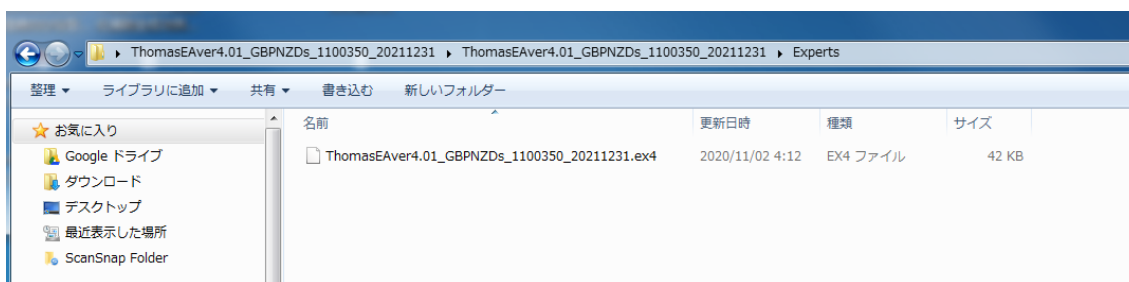 ThomasEAver4.01_GBPNZDs_1100350_20211231 ThomasEAver4.01_GBPNZDs_1100350_20211231 Experts
整理 ライブラリに追加 共有 書き込む 新しいフォルダー
お気に入り 名前 更新日時 種類 サイズ
Google ドライブ ThomasEAver4.01_GBPNZDs_1100350_20211231.ex4 2020/11/02 4:12 EX4 ファイル 42 KB
ダウンロード
デスクトップ
最近表示した場所
ScanSnap Folder